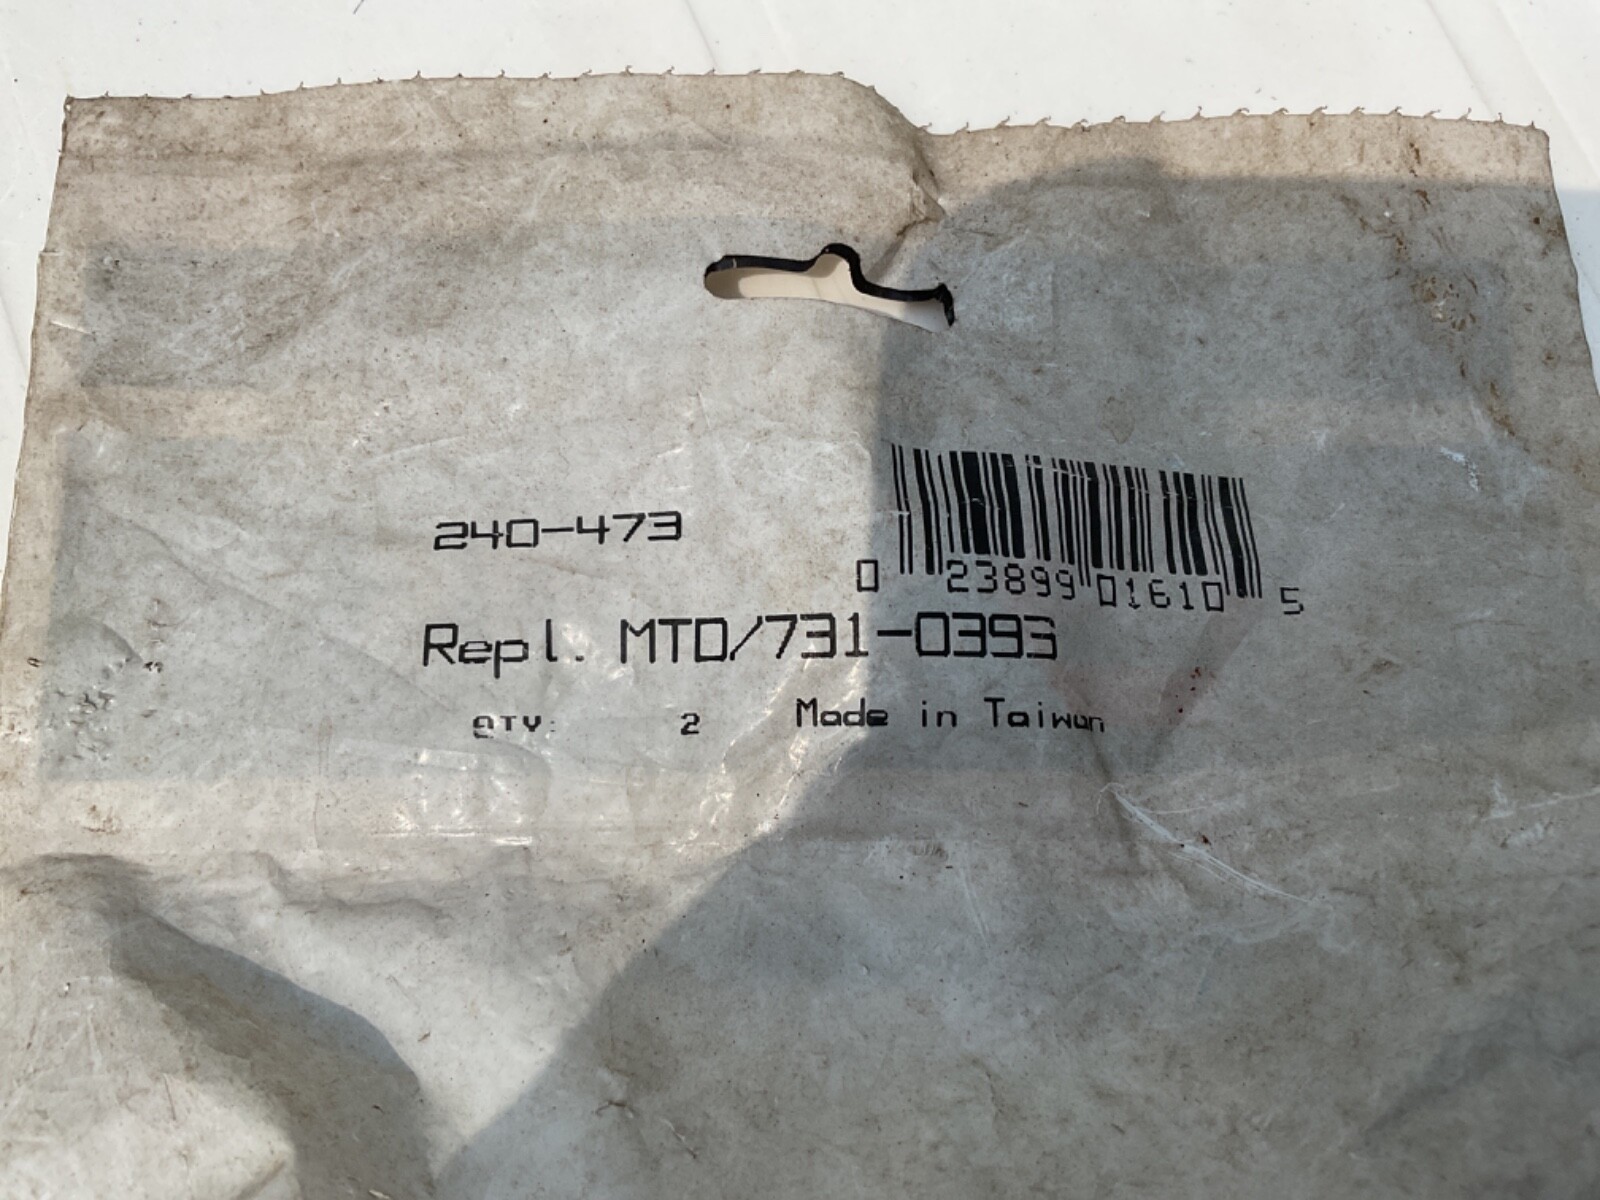 240-473
0 23899 01610 5
Repl. MTD/731-0393
QTY: 2 Made in Taiwan